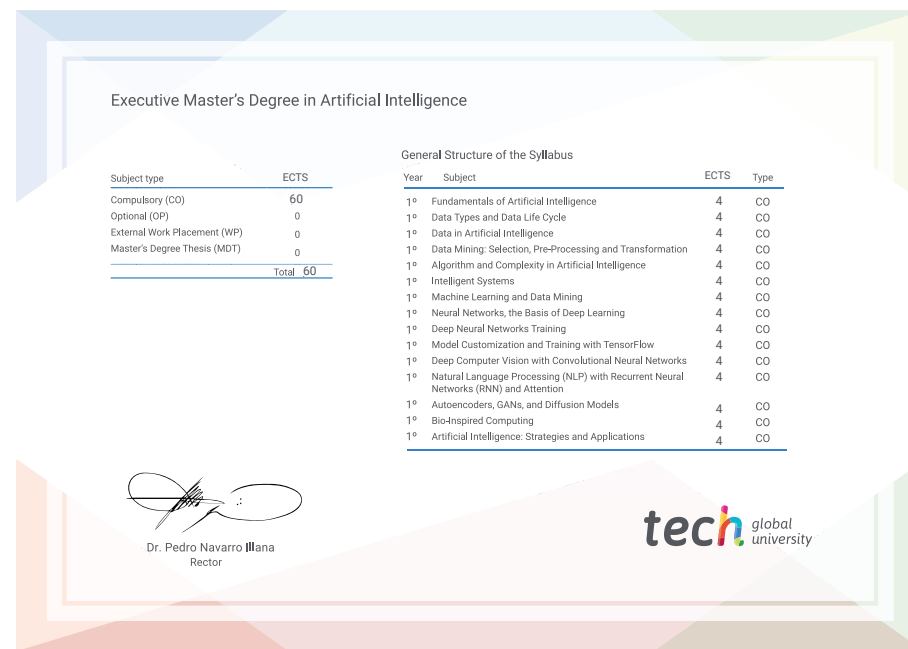 Executive Master's Degree in Artificial Intelligence
Subject type ECTS
Compulsory (CO) 60
Optional (OP) 0
External Work Placement (WP) 0
Master's Degree Thesis (MDT) 0
Total 60
General Structure of the Syllabus
Year Subject ECTS Type
1º Fundamentals of Artificial Intelligence 4 CO
1º Data Types and Data Life Cycle 4 CO
1º Data in Artificial Intelligence 4 CO
1º Data Mining: Selection, Pre-Processing and Transformation 4 CO
1º Algorithm and Complexity in Artificial Intelligence 4 CO
1º Intelligent Systems 4 CO
1º Machine Learning and Data Mining 4 CO
1º Neural Networks, the Basis of Deep Learning 4 CO
1º Deep Neural Networks Training 4 CO
1º Model Customization and Training with TensorFlow 4 CO
1º Deep Computer Vision with Convolutional Neural Networks 4 CO
1º Natural Language Processing (NLP) with Recurrent Neural 4 CO
Networks (RNN) and Attention
1º Autoencoders, GANs, and Diffusion Models 4 CO
1º Bio-Inspired Computing 4 CO
1º Artificial Intelligence: Strategies and Applications 4 CO
Dr. Pedro Navarro Illana
Rector
tech global
university